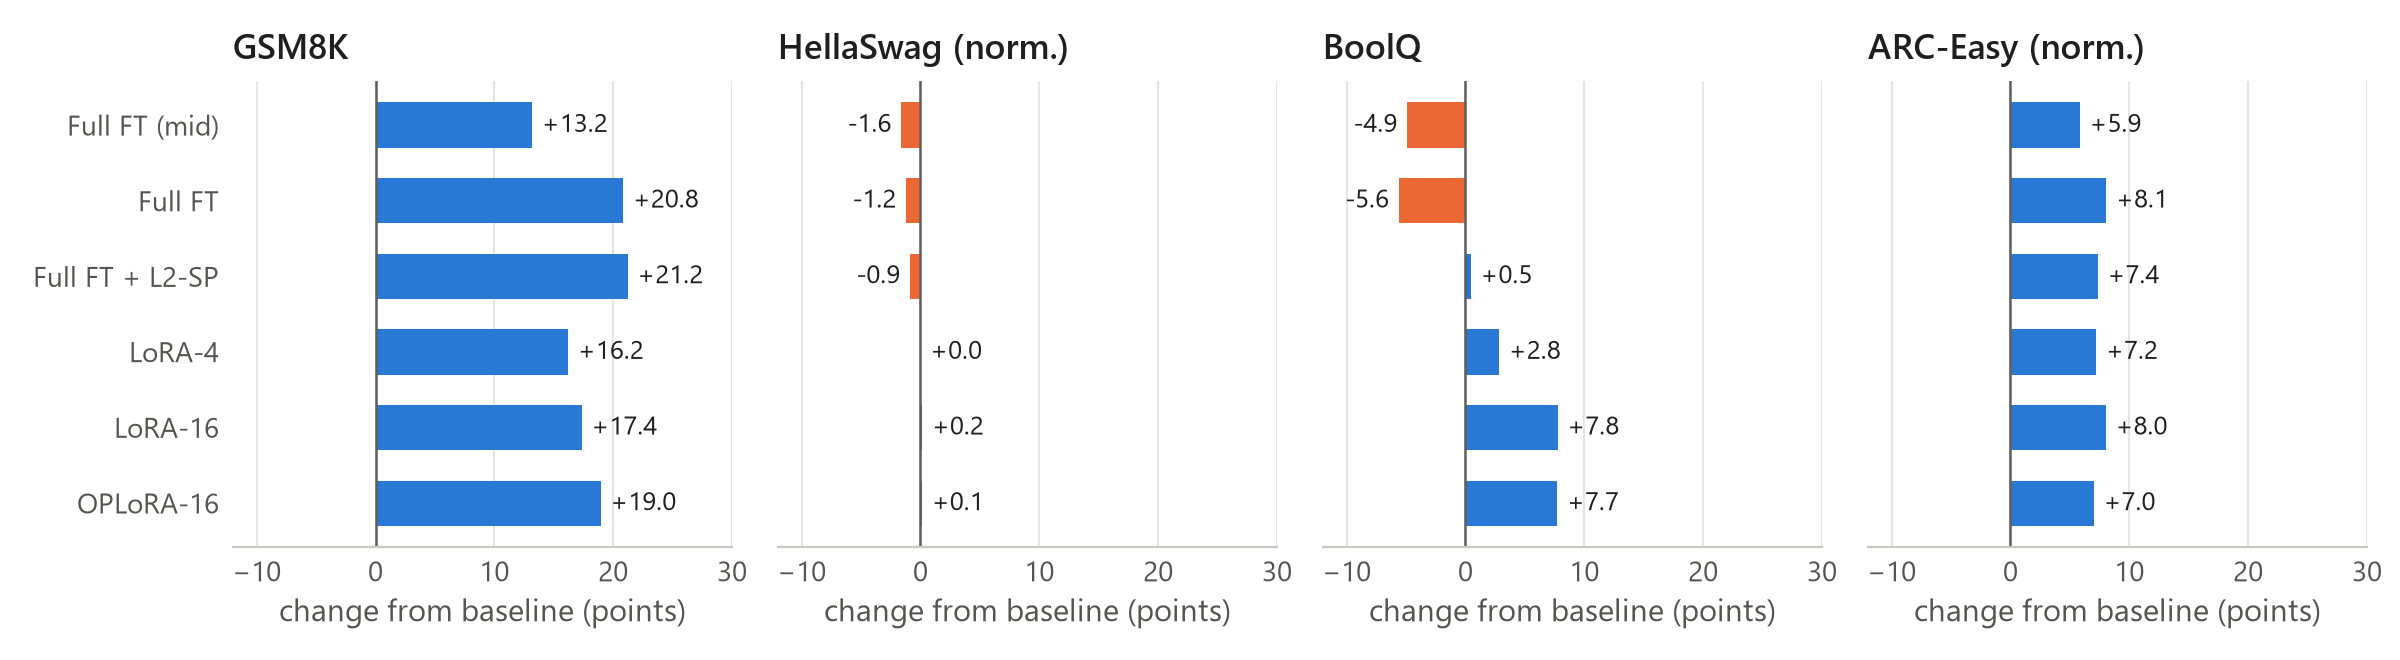 GSM8K
HellaSwag (norm.)
BoolQ
ARC-Easy (norm.)
Full FT (mid) +13.2 -1.6 -4.9 +5.9
Full FT +20.8 -1.2 -5.6 +8.1
Full FT + L2-SP +21.2 -0.9 +0.5 +7.4
LoRA-4 +16.2 +0.0 +2.8 +7.2
LoRA-16 +17.4 +0.2 +7.8 +8.0
OPLoRA-16 +19.0 +0.1 +7.7 +7.0
−10 0 10 20 30
−10 0 10 20 30
−10 0 10 20 30
−10 0 10 20 30
change from baseline (points)
change from baseline (points)
change from baseline (points)
change from baseline (points)